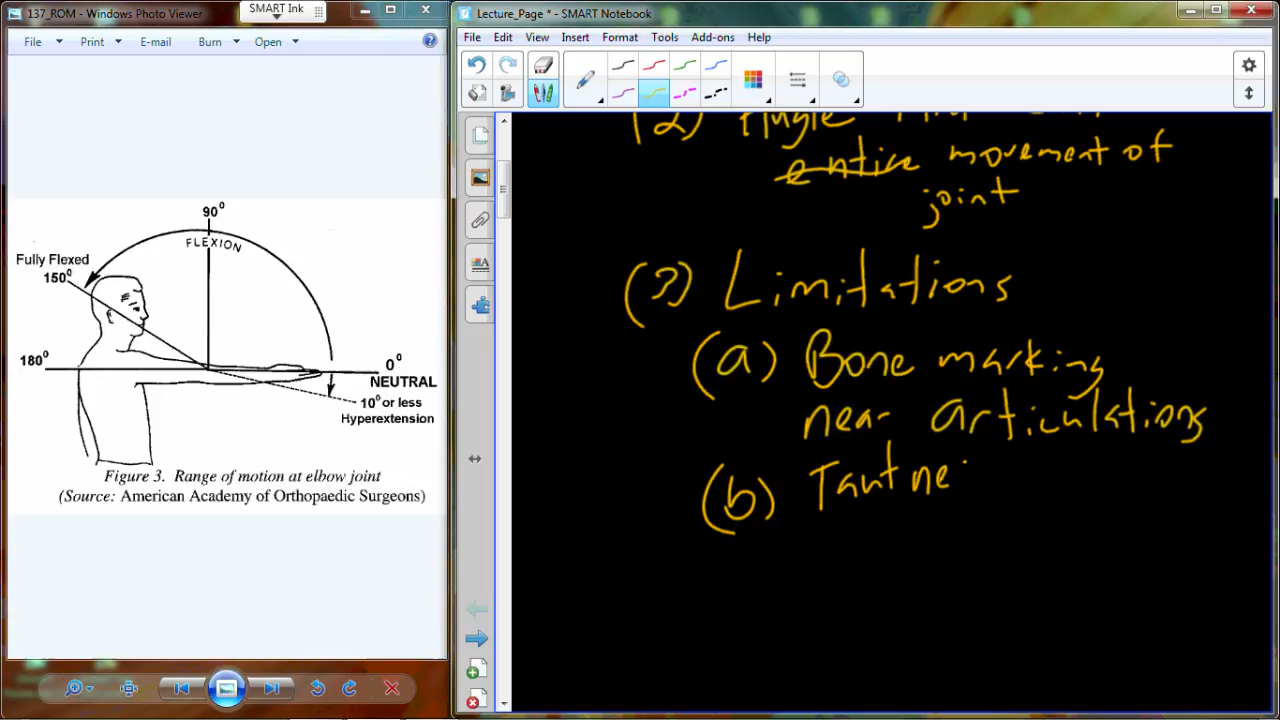 137_ROM - Windows Photo Viewer
SMART Ink
File Print Burn E-mail Open
90°
FLEXION
Fully Flexed
150°
180°
0°
NEUTRAL
10° or less
Hyperextension
Figure 3. Range of motion at elbow joint
(Source: American Academy of Orthopaedic Surgeons)
Lecture_Page * - SMART Notebook
File Edit View Insert Format Tools Add-ons Help
(2) Angle
entire movement of
joint
(3) Limitations
(a) Bone marking
near articulations
(b) Tautne